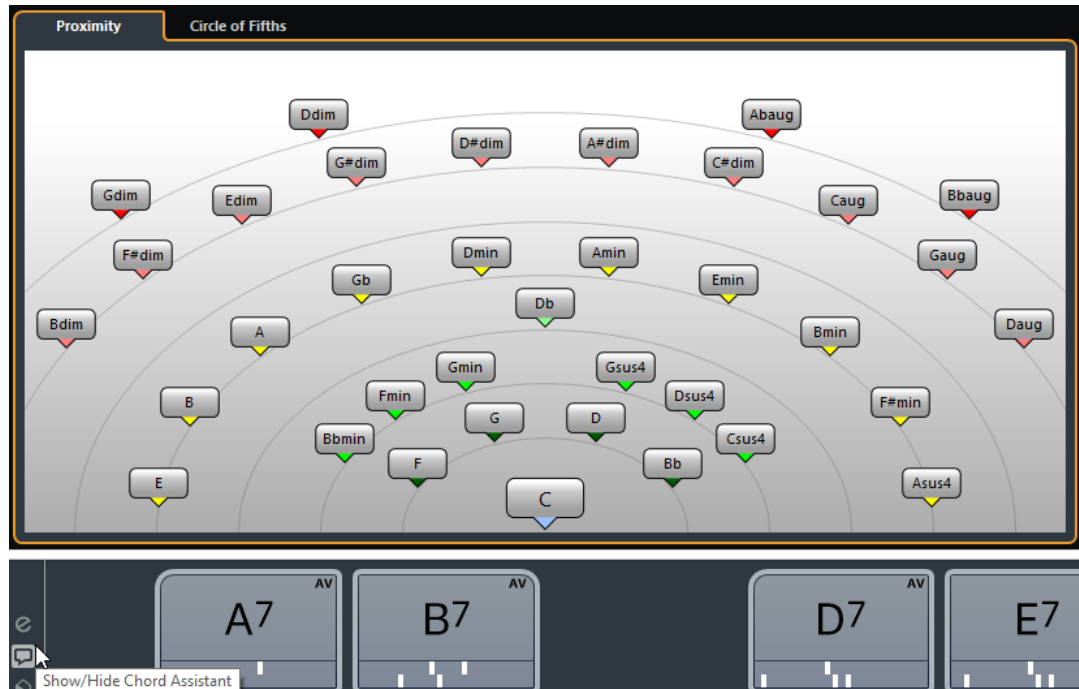 Proximity Circle of Fifths
Ddim Abaug
D#dim A#dim
G#dim C#dim
Gdim Edim Caug Bbaug
F#dim Dmin Amin Gaug
Gb Emin
Db
Bdim A Bmin Daug
Gmin Gsus4
B Fmin Dsus4 F#min
G D
Bbmin Csus4
F Bb
E C Asus4
AV AV AV
A7 B7 D7 E7
Show/Hide Chord Assistant